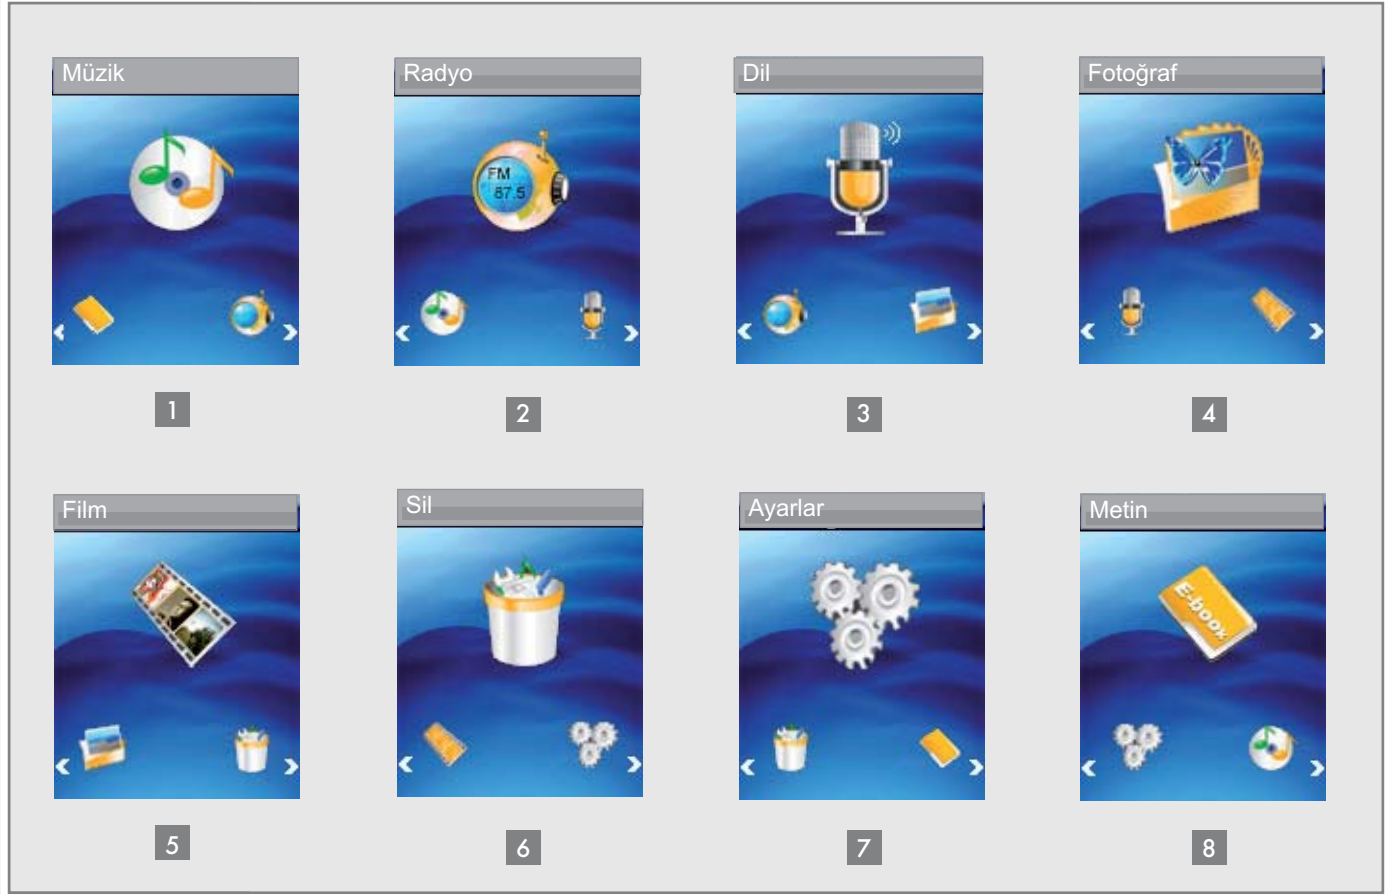 Müzik
Radyo
Dil
Fotoğraf
FM
87.5
1
2
3
4
Film
Sil
Ayarlar
Metin
E-book
5
6
7
8